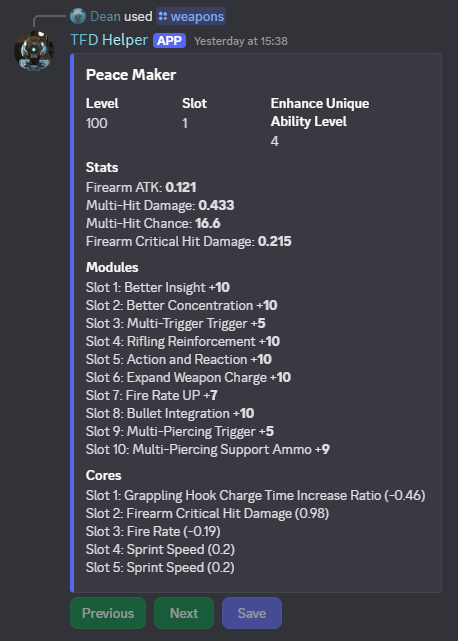 Dean used weapons
TFD Helper APP Yesterday at 15:38
Peace Maker
Level Slot Enhance Unique
Ability Level
100 1
4
Stats
Firearm ATK: 0.121
Multi-Hit Damage: 0.433
Multi-Hit Chance: 16.6
Firearm Critical Hit Damage: 0.215
Modules
Slot 1: Better Insight +10
Slot 2: Better Concentration +10
Slot 3: Multi-Trigger Trigger +5
Slot 4: Rifling Reinforcement +10
Slot 5: Action and Reaction +10
Slot 6: Expand Weapon Charge +10
Slot 7: Fire Rate UP +7
Slot 8: Bullet Integration +10
Slot 9: Multi-Piercing Trigger +5
Slot 10: Multi-Piercing Support Ammo +9
Cores
Slot 1: Grappling Hook Charge Time Increase Ratio (-0.46)
Slot 2: Firearm Critical Hit Damage (0.98)
Slot 3: Fire Rate (-0.19)
Slot 4: Sprint Speed (0.2)
Slot 5: Sprint Speed (0.2)
Previous Next Save